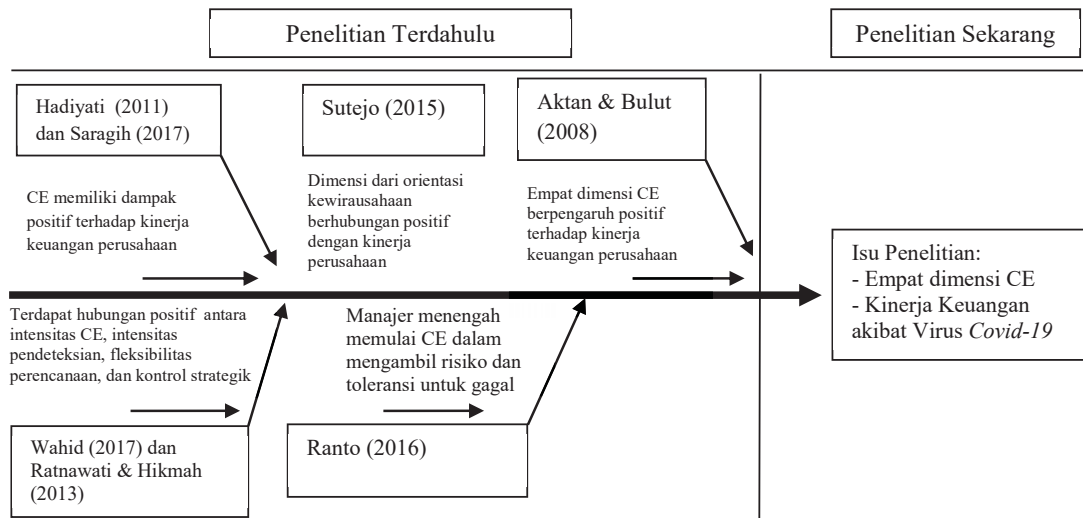 Penelitian Terdahulu
Penelitian Sekarang
Hadiyati (2011)
dan Saragih (2017)
Sutejo (2015)
Aktan & Bulut
(2008)
CE memiliki dampak
positif terhadap kinerja
keuangan perusahaan
Dimensi dari orientasi
kewirausahaan
berhubungan positif
dengan kinerja
perusahaan
Empat dimensi CE
berpengaruh positif
terhadap kinerja
keuangan perusahaan
Isu Penelitian:
- Empat dimensi CE
- Kinerja Keuangan
akibat Virus Covid-19
Terdapat hubungan positif antara
intensitas CE, intensitas
pendeteksian, fleksibilitas
perencanaan, dan kontrol strategik
Manajer menengah
memulai CE dalam
mengambil risiko dan
toleransi untuk gagal
Wahid (2017) dan
Ratnawati & Hikmah
(2013)
Ranto (2016)